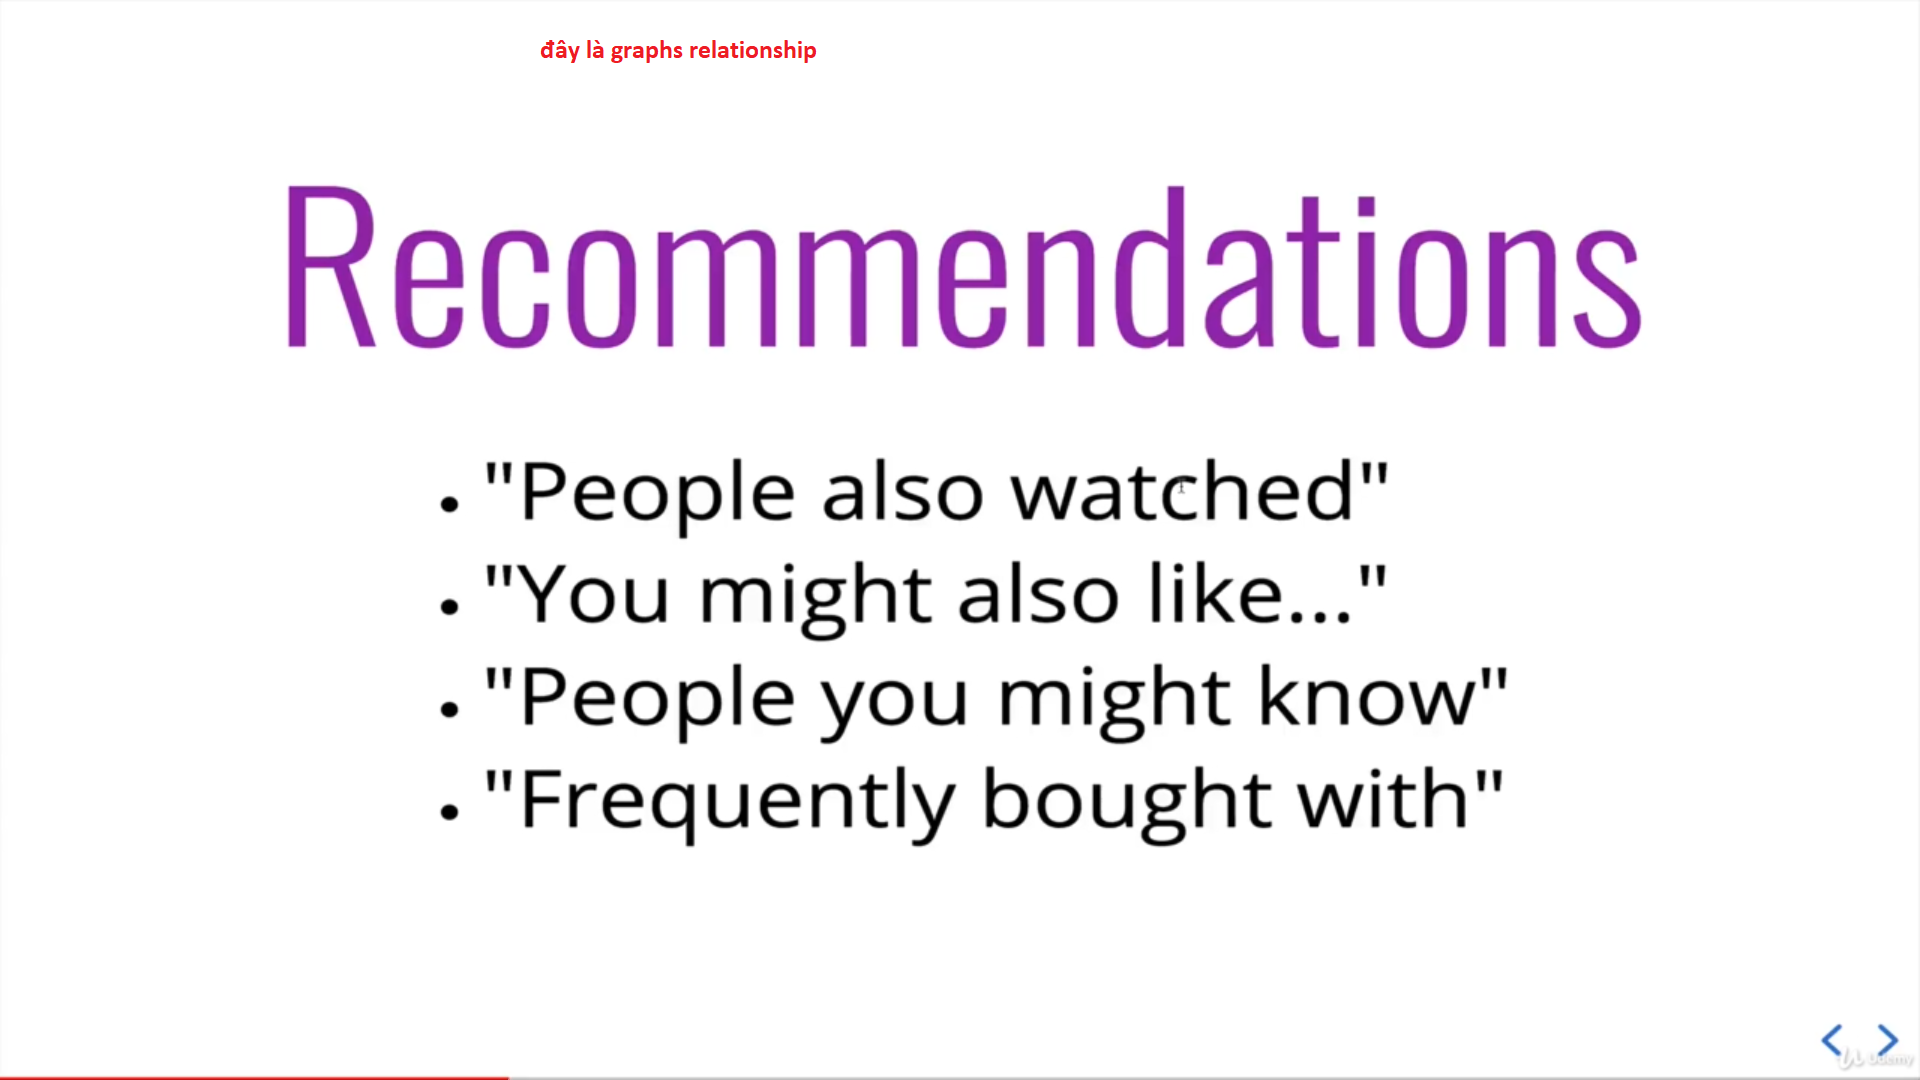 đây là graphs relationship
Recommendations
• "People also watched"
• "You might also like..."
• "People you might know"
• "Frequently bought with"
Udemy